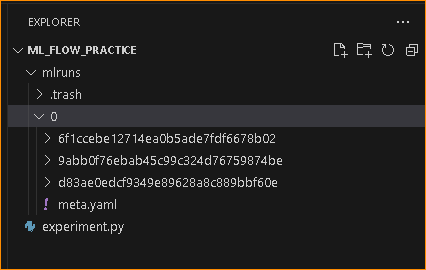 EXPLORER
ML_FLOW_PRACTICE
mlruns
.trash
0
6f1ccebe12714ea0b5ade7fdf6678b02
9abb0f76ebab45c99c324d76759874be
d83ae0edcf9349e89628a8c889bbf60e
! meta.yaml
experiment.py